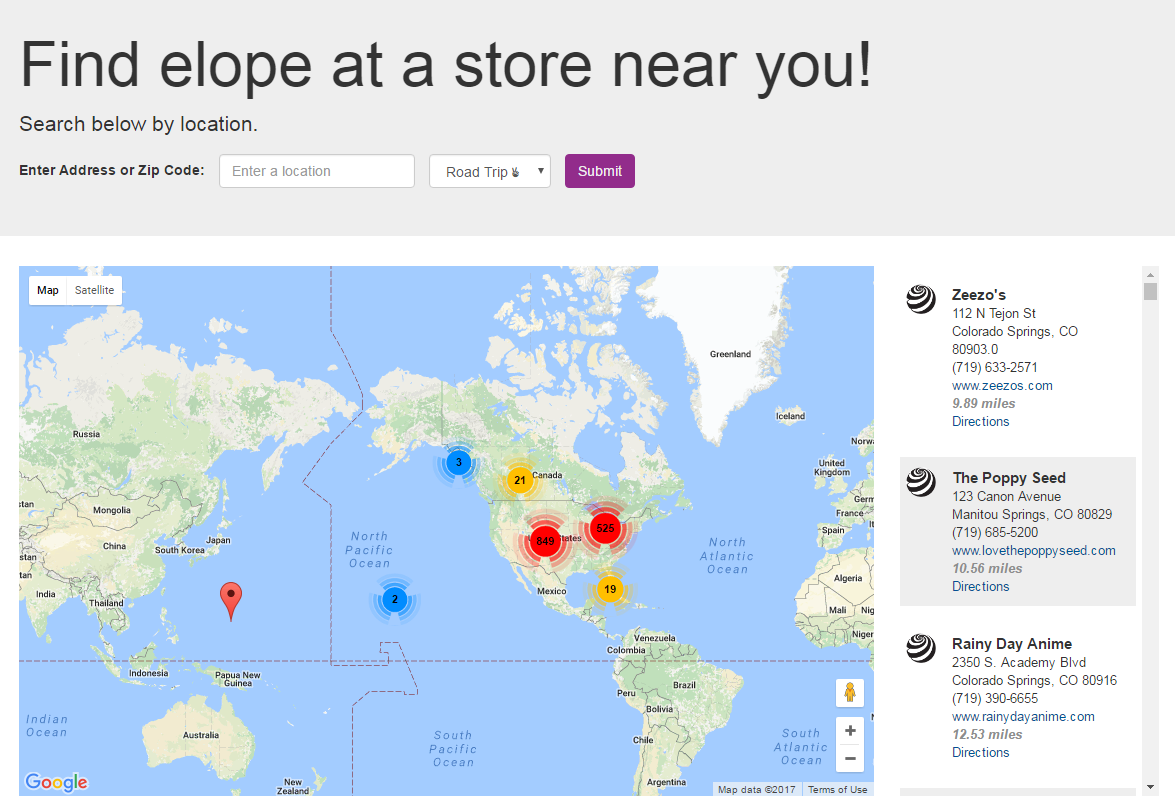 Find elope at a store near you!
Search below by location.
Enter Address or Zip Code:
Enter a location
Road Trip
Submit
Map
Satellite
Greenland
Iceland
Russia
Norw
Canada
United
Kingdom
Germ
France
Spain
Mongolia
China
South Korea
Japan
stan
stan
tan
India
Thailand
North
Pacific
Ocean
North
Atlantic
Ocean
3
21
849
525
tates
19
2
Mexico
Algeria
Mali
Niger
Nige
Venezuela
Colombia
Indonesia
Papua New
Guinea
Brazil
Peru
Bolivia
Chile
Argentina
Indian
Ocean
Australia
South
Pacific
Ocean
South
Atlantic
Ocean
New
Zealand
Google
Map data ©2017
Terms of Use
Zeezo's
112 N Tejon St
Colorado Springs, CO
80903.0
(719) 633-2571
www.zeezos.com
9.89 miles
Directions
The Poppy Seed
123 Canon Avenue
Manitou Springs, CO 80829
(719) 685-5200
www.lovethepoppyseed.com
10.56 miles
Directions
Rainy Day Anime
2350 S. Academy Blvd
Colorado Springs, CO 80916
(719) 390-6655
www.rainydayanime.com
12.53 miles
Directions